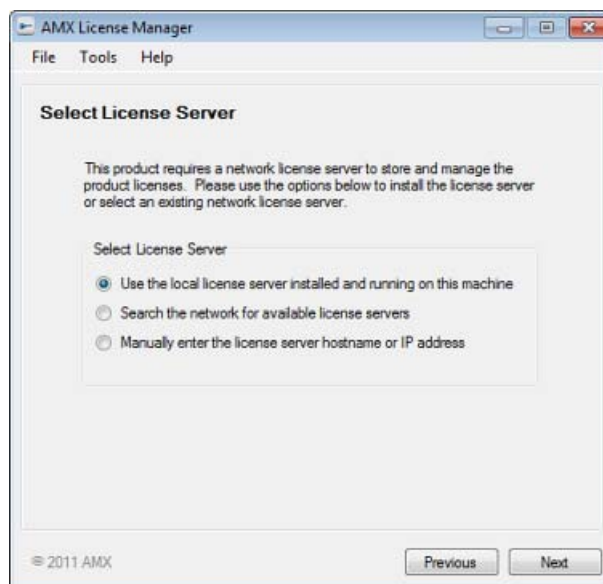 AMX License Manager
File Tools Help
Select License Server
This product requires a network license server to store and manage the
product licenses. Please use the options below to install the license server
or select an existing network license server.
Select License Server
Use the local license server installed and running on this machine
Search the network for available license servers
Manually enter the license server hostname or IP address
© 2011 AMX
Previous Next